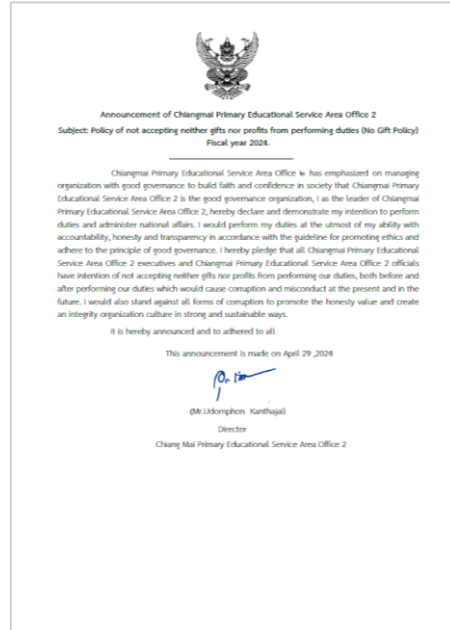 Announcement of Chiangmai Primary Educational Service Area Office 2
Subject: Policy of not accepting neither gifts nor profits from performing duties (No Gift Policy)
Fiscal year 2024.
Chiangmai Primary Educational Service Area Office ๒ has emphasized on managing
organization with good governance to build faith and confidence in society that Chiangmai Primary
Educational Service Area Office 2 is the good governance organization, I as the leader of Chiangmai
Primary Educational Service Area Office 2, hereby declare and demonstrate my intention to perform
duties and administer national affairs. I would perform my duties at the utmost of my ability with
accountability, honesty and transparency in accordance with the guideline for promoting ethics and
adhere to the principle of good governance. I hereby pledge that all Chiangmai Primary Educational
Service Area Office 2 executives and Chiangmai Primary Educational Service Area Office 2 officials
have intention of not accepting neither gifts nor profits from performing our duties, both before and
after performing our duties which would cause corruption and misconduct at the present and in the
future. I would also stand against all forms of corruption to promote the honesty value and create
an integrity organization culture in strong and sustainable ways.
It is hereby announced and to adhered to all
This announcement is made on April 29 ,2024
(Mr.Udomphon Kanthajai)
Director
Chiang Mai Primary Educational Service Area Office 2